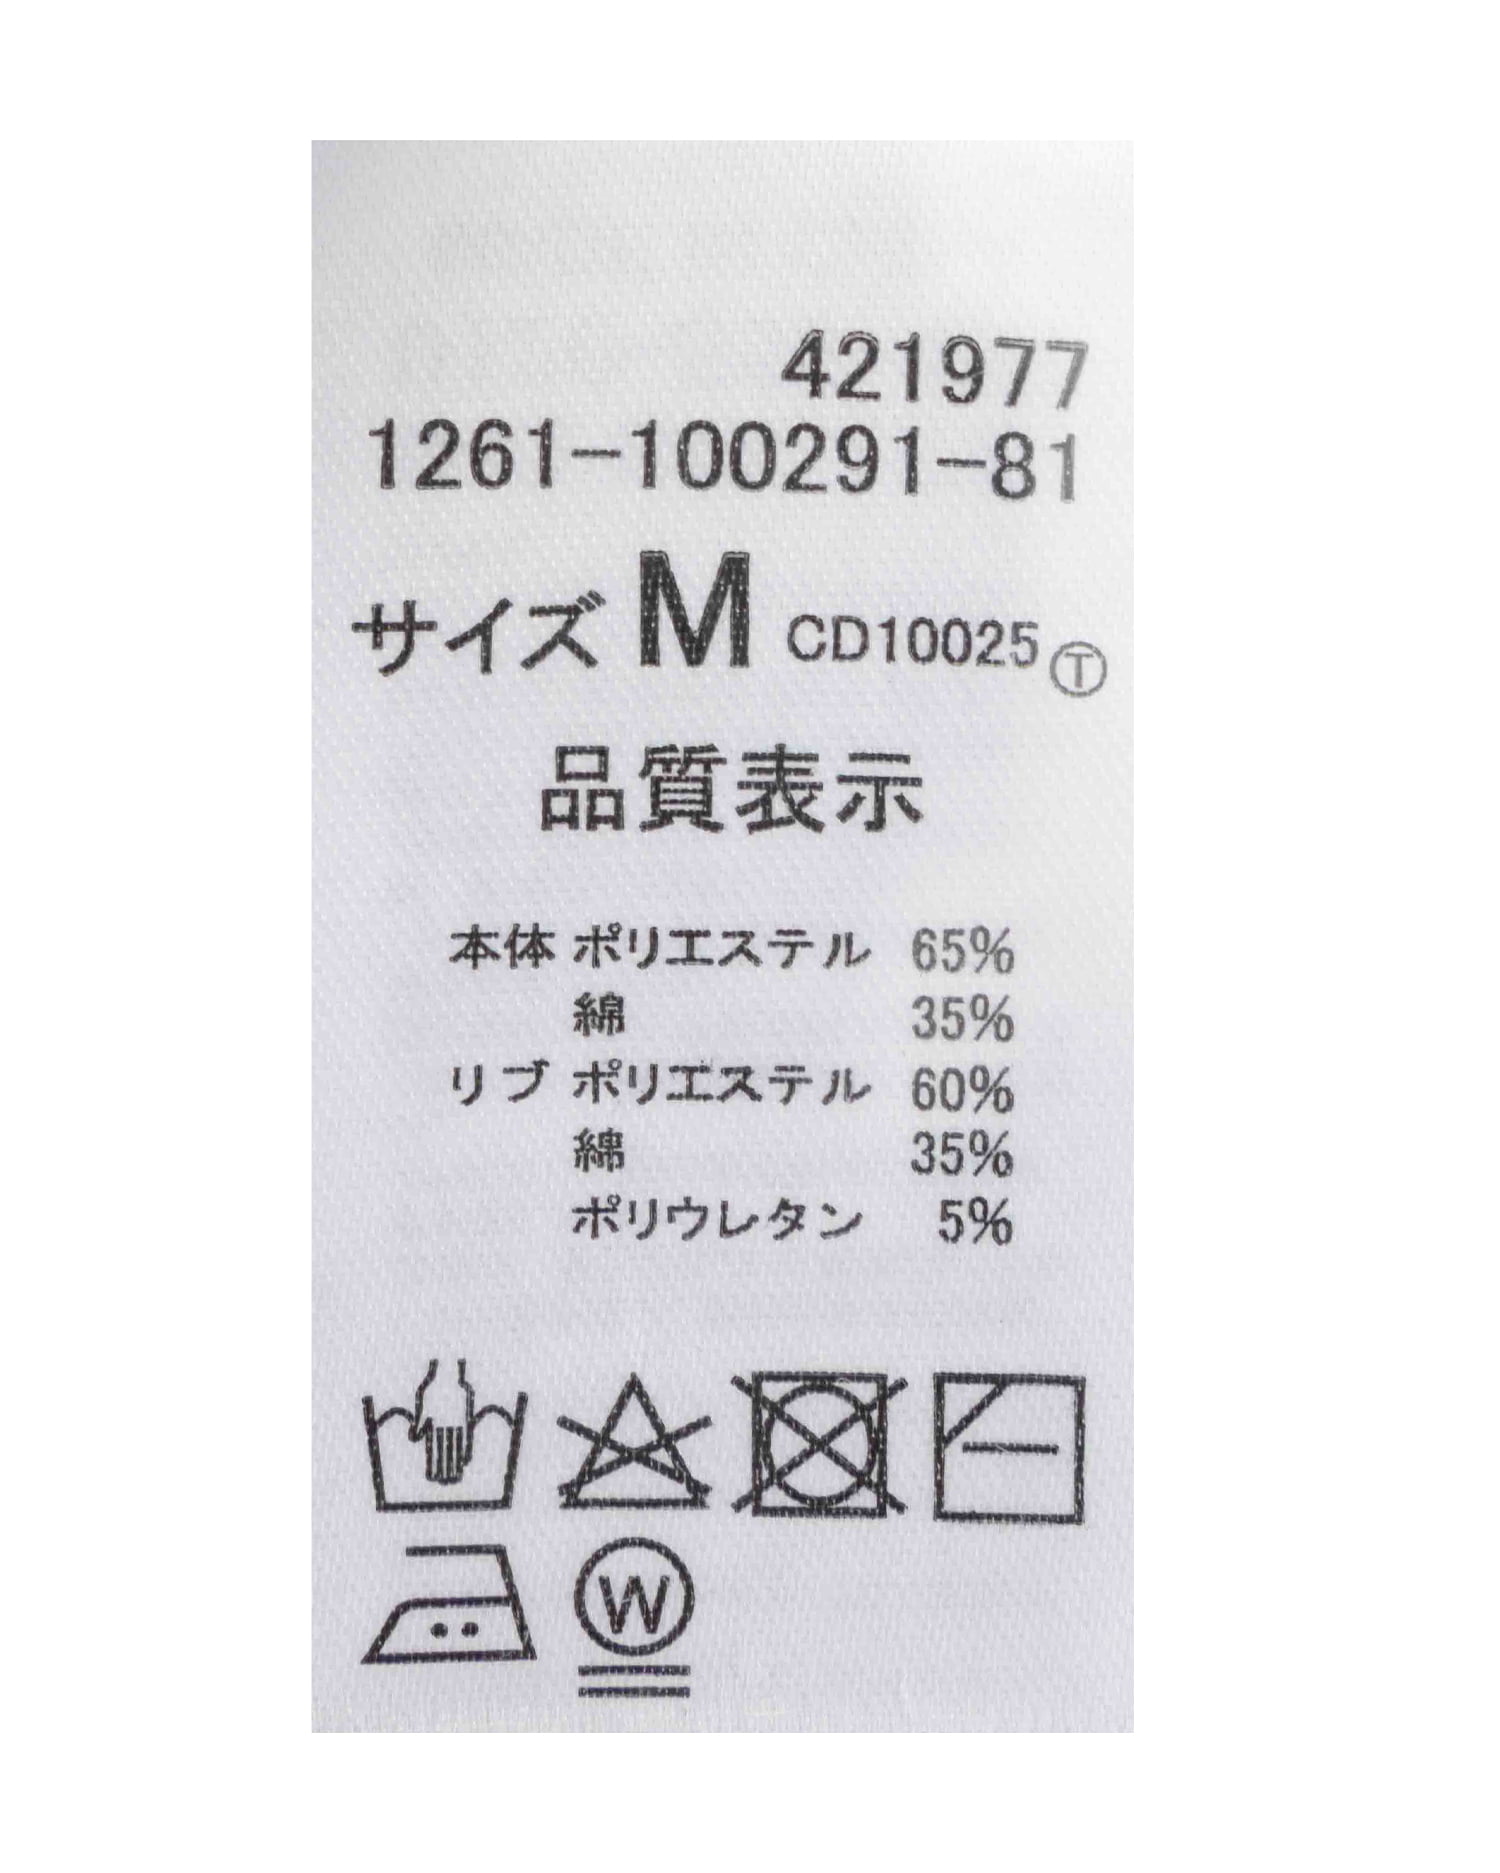 421977
1261-100291-81
サイズ M CD10025 Ⓣ
品質表示
本体 ポリエステル 65%
綿 35%
リブ ポリエステル 60%
綿 35%
ポリウレタン 5%
W